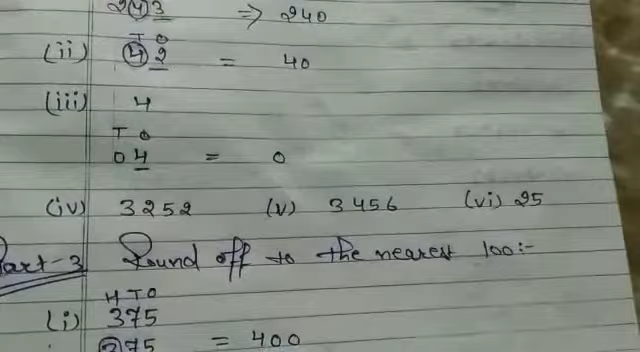 243 => 240
T O
(ii) 42 = 40
(iii) 4
T O
04 = 0
(iv) 3252 (v) 3456 (vi) 25
Part-3 Round off to the nearest 100:-
H T O
(i) 375
375 = 400